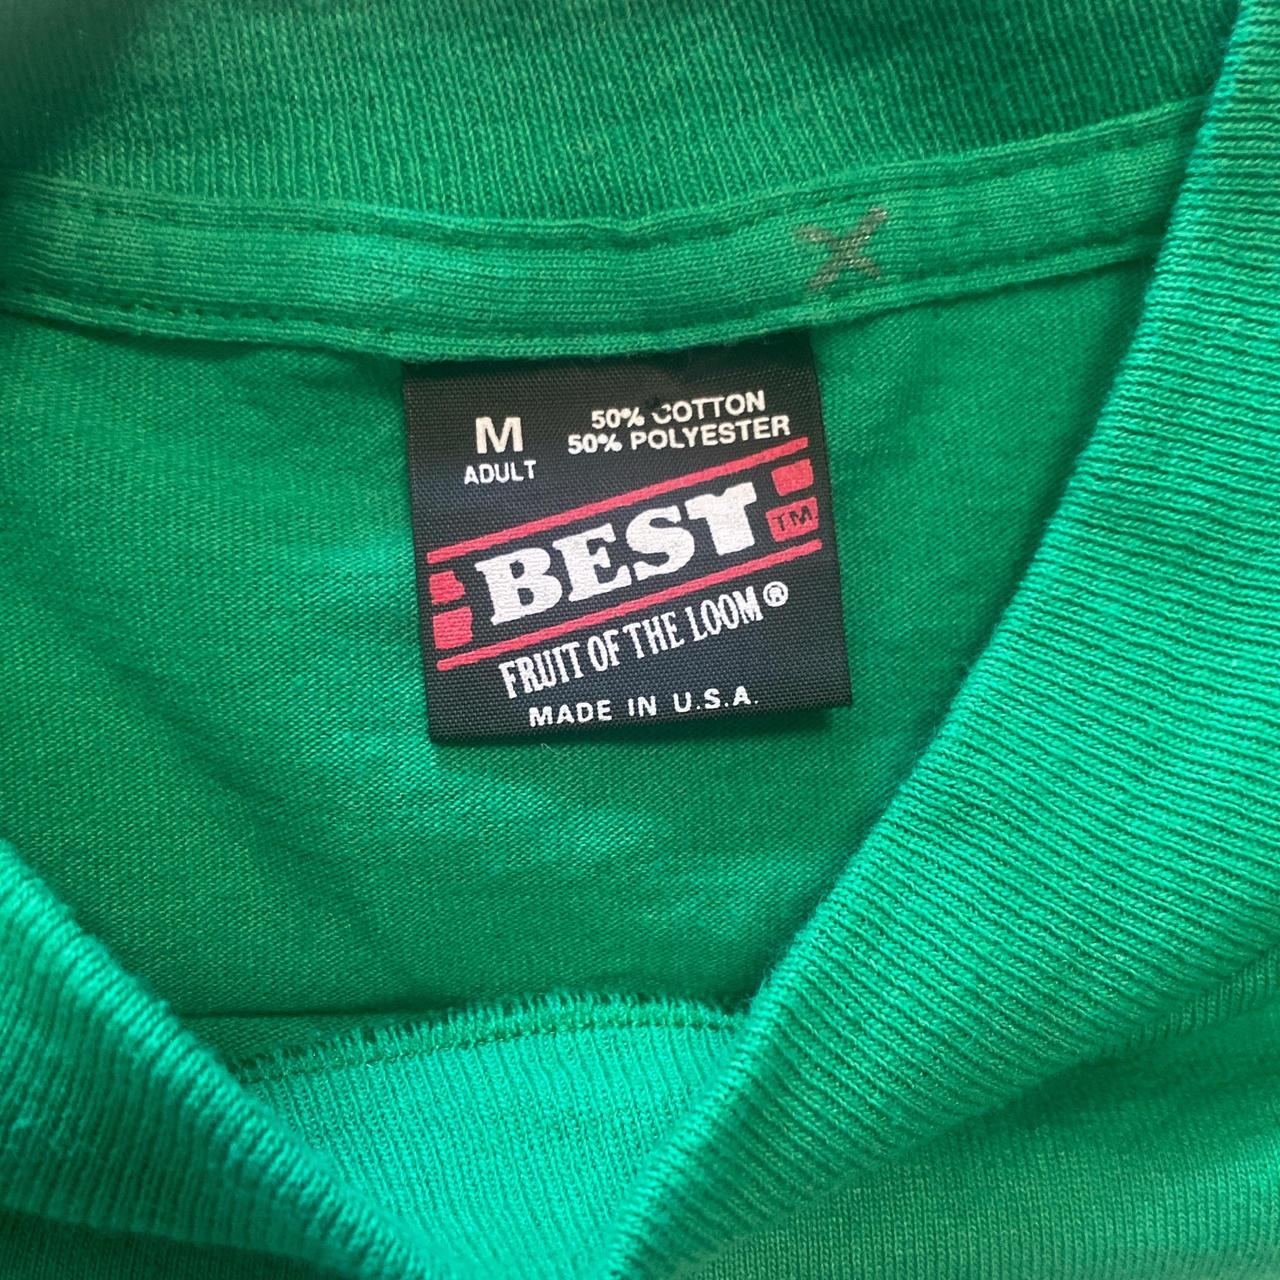 M
ADULT
50% COTTON
50% POLYESTER
BEST
TM
FRUIT OF THE LOOM®
MADE IN U.S.A.
X